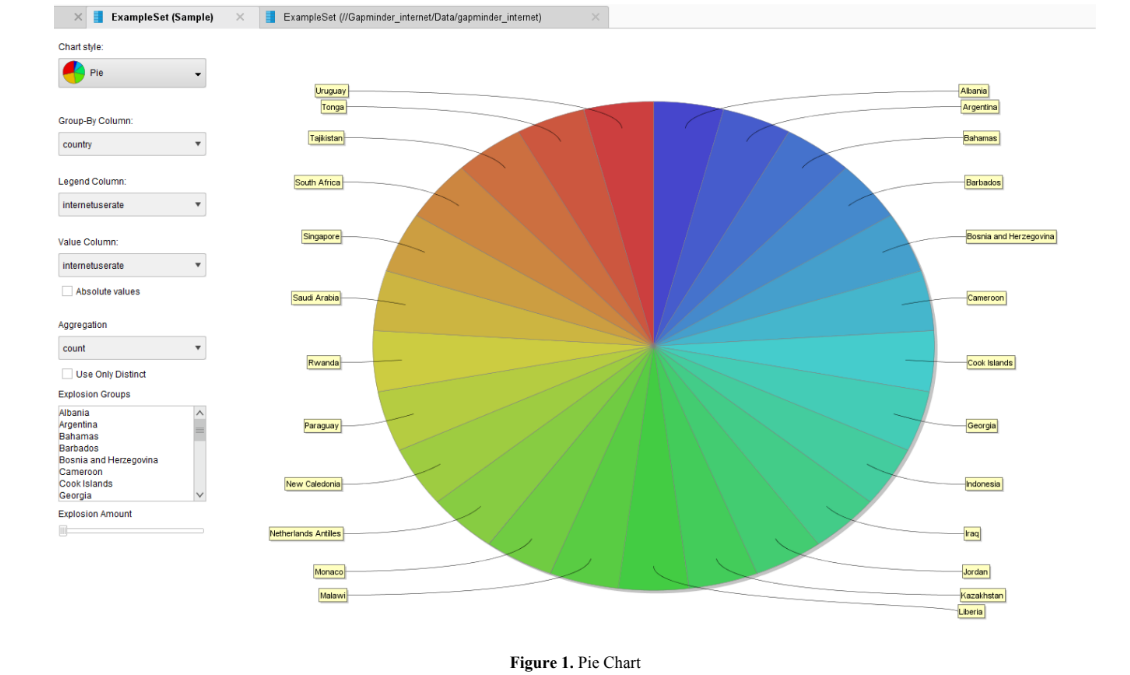 ExampleSet (Sample)
ExampleSet (//Gapminder_internet/Data/gapminder_internet)
Chart style:
Pie
Group-By Column:
country
Legend Column:
internetuserate
Value Column:
internetuserate
Absolute values
Aggregation
count
Use Only Distinct
Explosion Groups
Albania
Argentina
Bahamas
Barbados
Bosnia and Herzegovina
Cameroon
Cook Islands
Georgia
Explosion Amount
Uruguay
Tonga
Tajikistan
South Africa
Singapore
Saudi Arabia
Rwanda
Paraguay
New Caledonia
Netherlands Antilles
Monaco
Malawi
Albania
Argentina
Bahamas
Barbados
Bosnia and Herzegovina
Cameroon
Cook Islands
Georgia
Indonesia
Iraq
Jordan
Kazakhstan
Liberia
Figure 1. Pie Chart